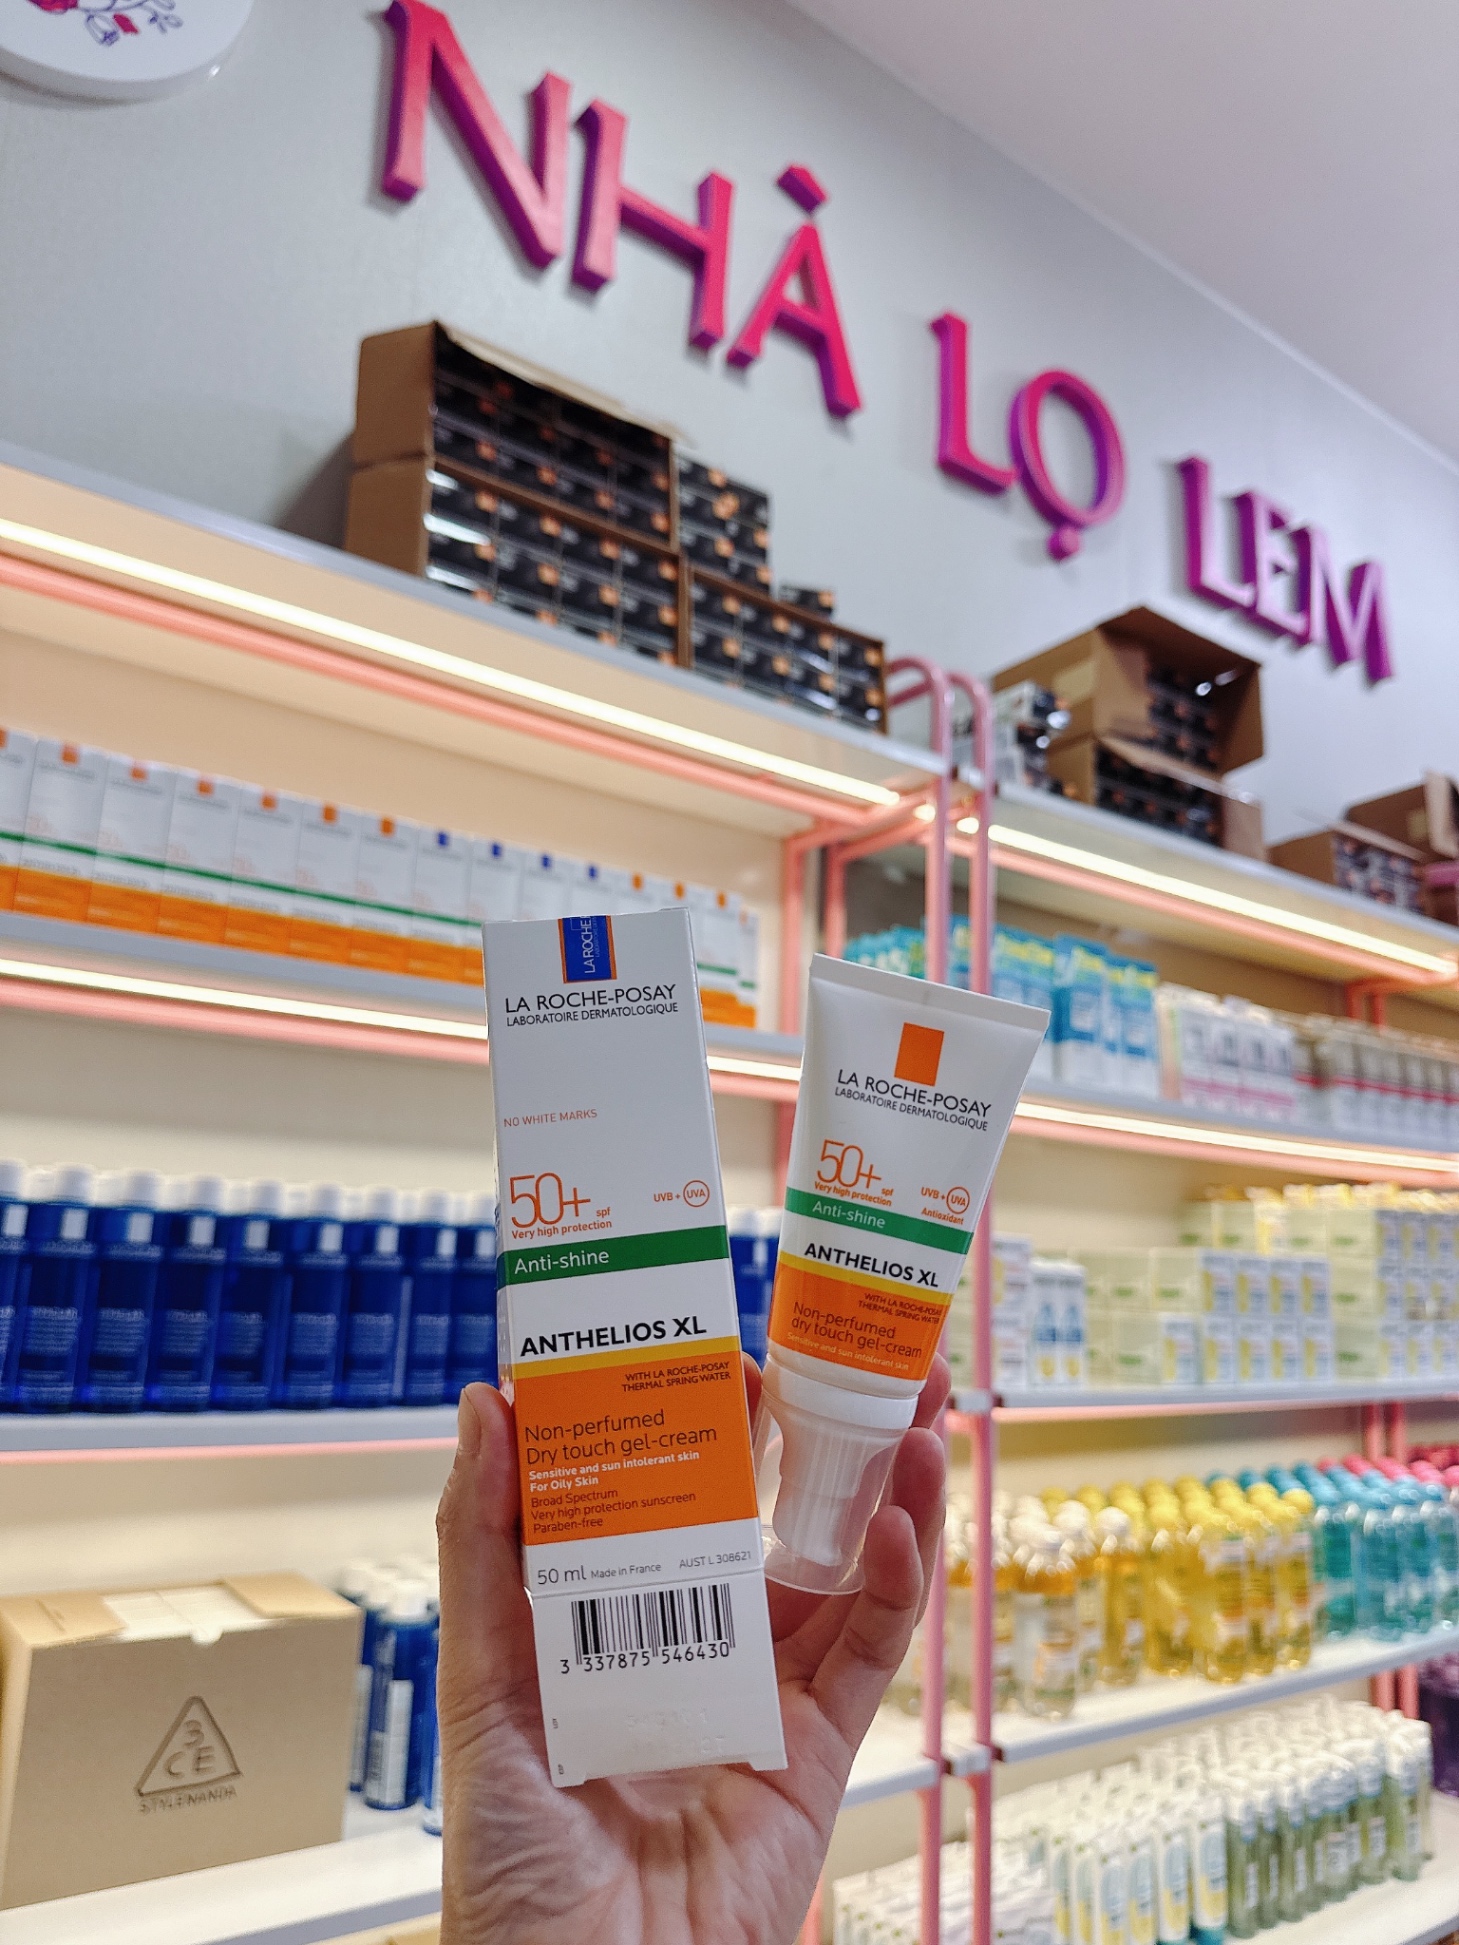 NHÀ LỌ LEM
LA ROCHE-POSAY
LABORATOIRE DERMATOLOGIQUE
NO WHITE MARKS
50+ spf
Very high protection
UVB + UVA
Anti-shine
ANTHELIOS XL
WITH LA ROCHE-POSAY
THERMAL SPRING WATER
Non-perfumed
Dry touch gel-cream
Sensitive and sun intolerant skin
For Oily Skin
Broad Spectrum
Very high protection sunscreen
Paraben-free
50 ml Made in France AUST L 308621
3 337875 546430
LA ROCHE-POSAY
LABORATOIRE DERMATOLOGIQUE
50+ spf
Very high protection
UVB + UVA
Antioxidant
Anti-shine
ANTHELIOS XL
WITH LA ROCHE-POSAY
THERMAL SPRING WATER
Non-perfumed
dry touch gel-cream
Sensitive and sun intolerant skin
3CE
STYLENANDA